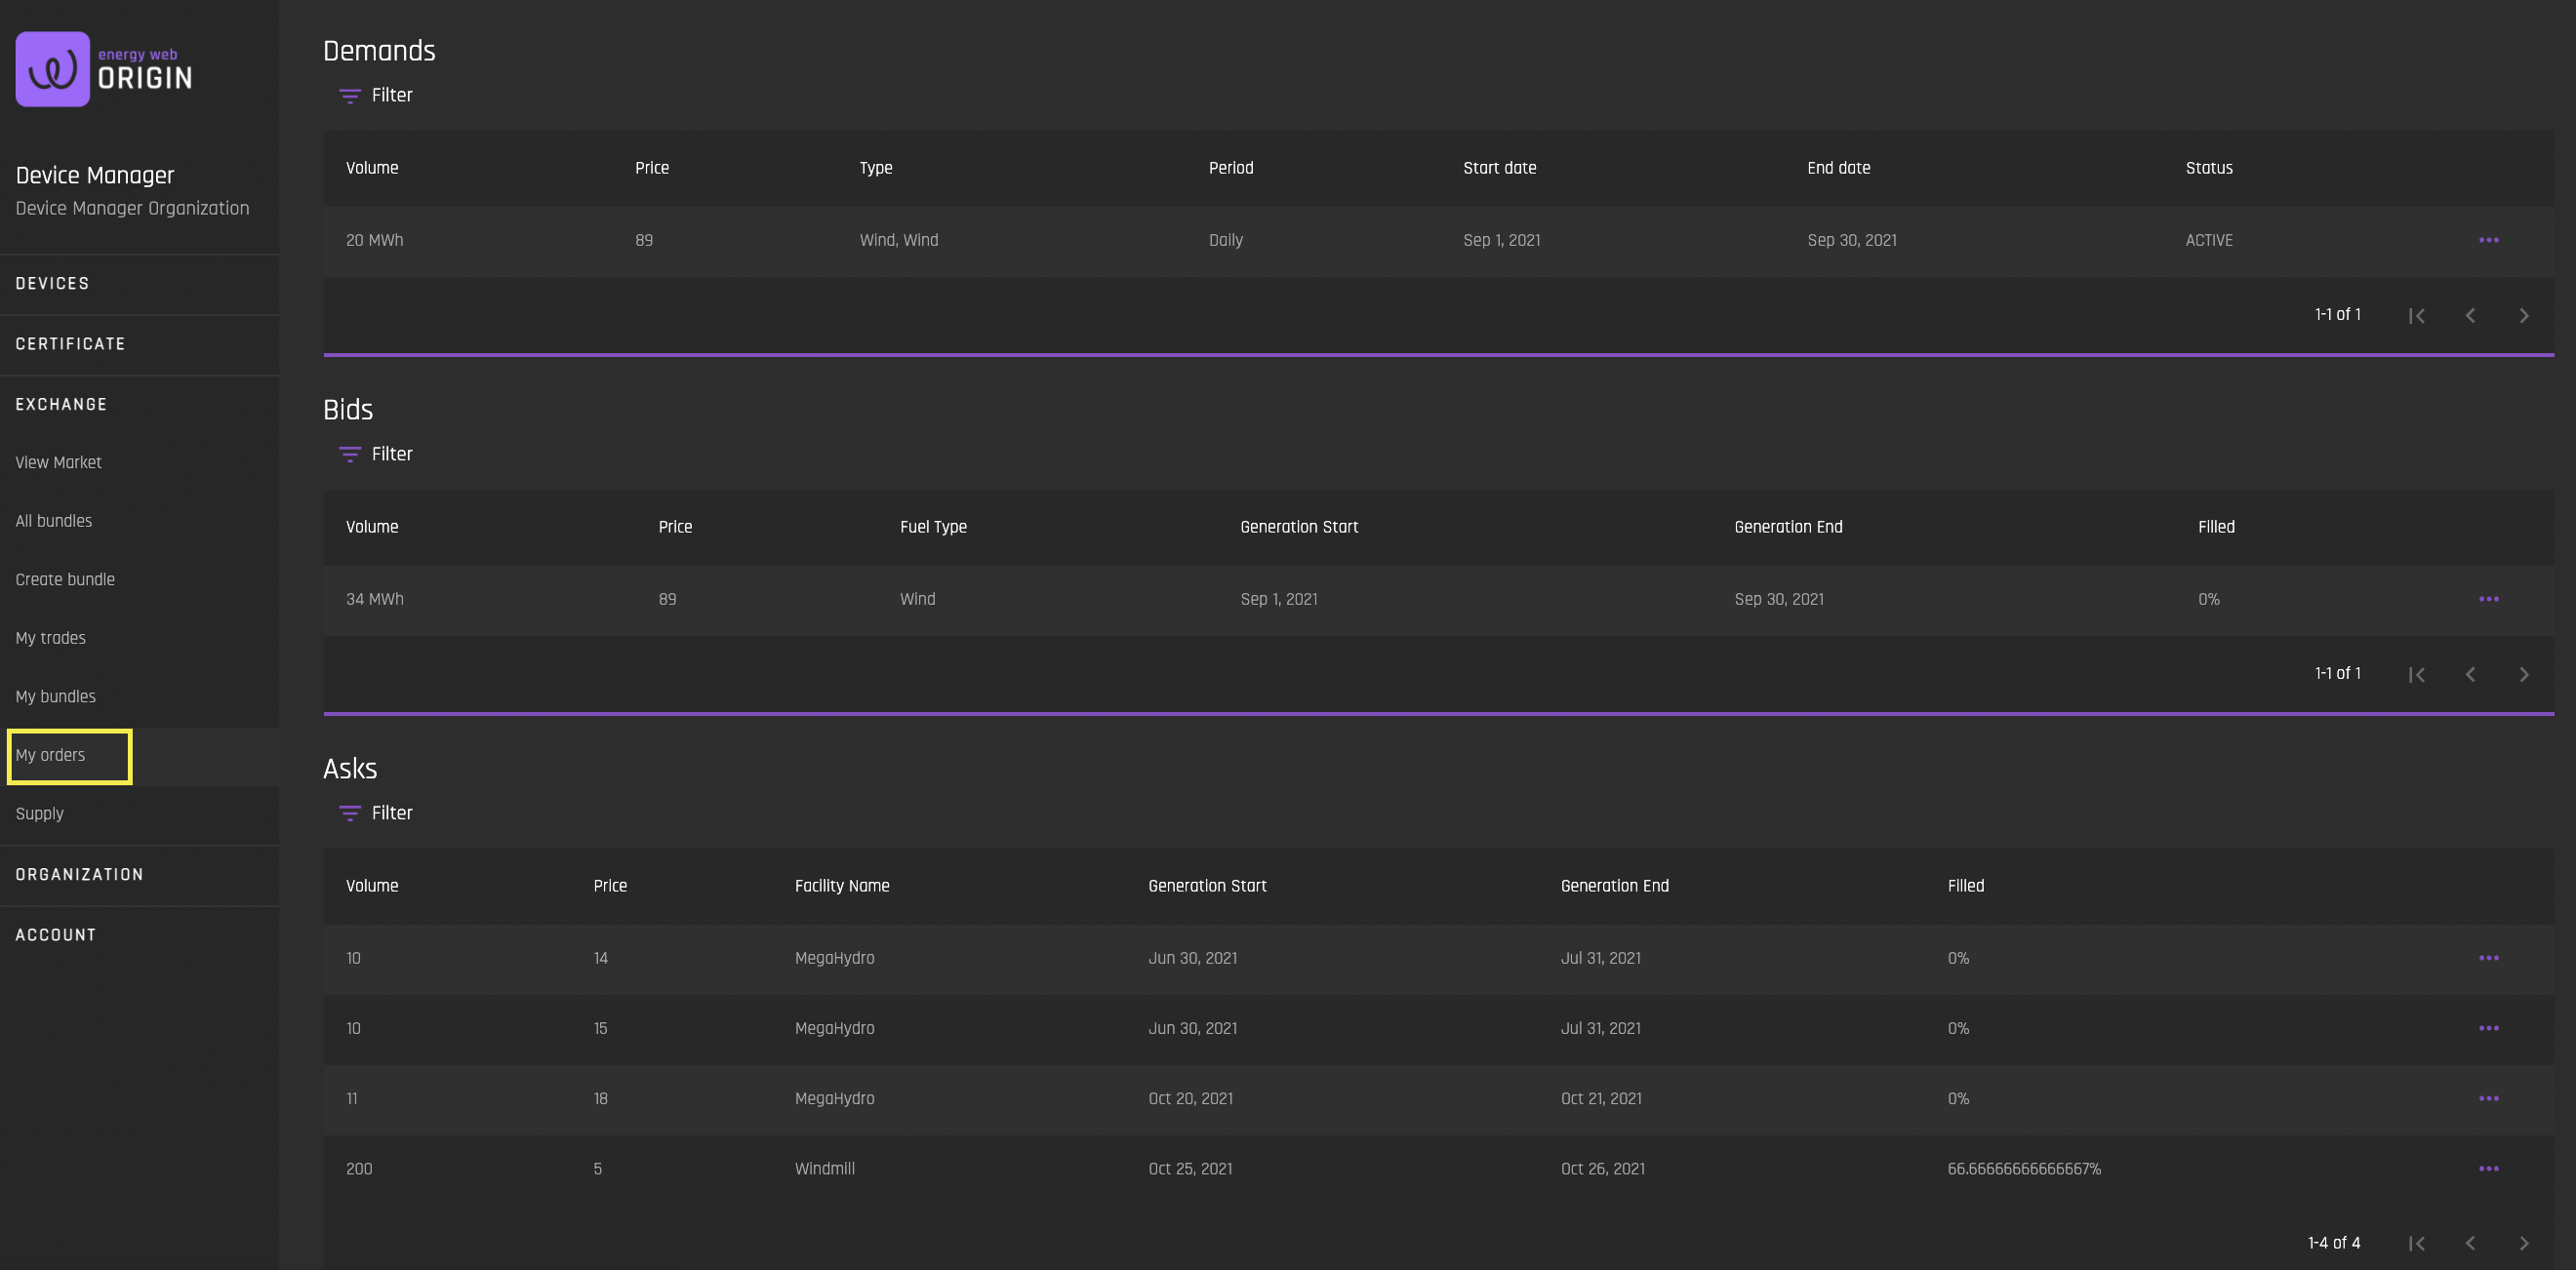 energy web
ORIGIN
Device Manager
Device Manager Organization
DEVICES
CERTIFICATE
EXCHANGE
View Market
All bundles
Create bundle
My trades
My bundles
My orders
Supply
ORGANIZATION
ACCOUNT
Demands
Filter
Volume Price Type Period Start date End date Status
20 MWh 89 Wind, Wind Daily Sep 1, 2021 Sep 30, 2021 ACTIVE
1-1 of 1
Bids
Filter
Volume Price Fuel Type Generation Start Generation End Filled
34 MWh 89 Wind Sep 1, 2021 Sep 30, 2021 0%
1-1 of 1
Asks
Filter
Volume Price Facility Name Generation Start Generation End Filled
10 14 MegaHydro Jun 30, 2021 Jul 31, 2021 0%
10 15 MegaHydro Jun 30, 2021 Jul 31, 2021 0%
11 18 MegaHydro Oct 20, 2021 Oct 21, 2021 0%
200 5 Windmill Oct 25, 2021 Oct 26, 2021 66.66666666666667%
1-4 of 4